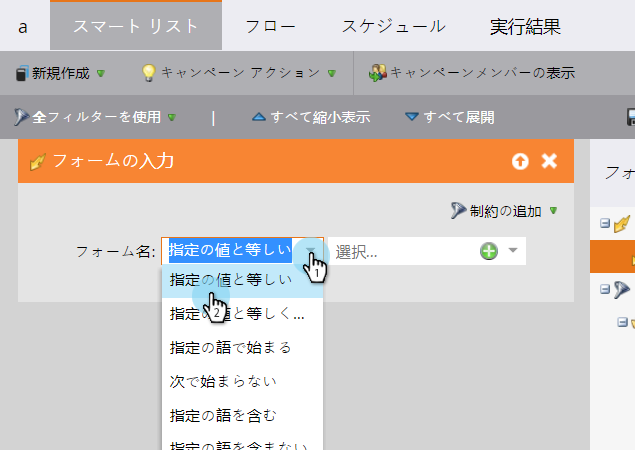 a スマート リスト フロー スケジュール 実行結果
新規作成 キャンペーン アクション キャンペーンメンバーの表示
全フィルターを使用 | すべて縮小表示 すべて展開
フォームの入力
フォ
制約の追加
フォーム名: 指定の値と等しい 選択...
1
指定の値と等しい
2
指定の値と等しく...
指定の語で始まる
次で始まらない
指定の語を含む
指定の語を含まない